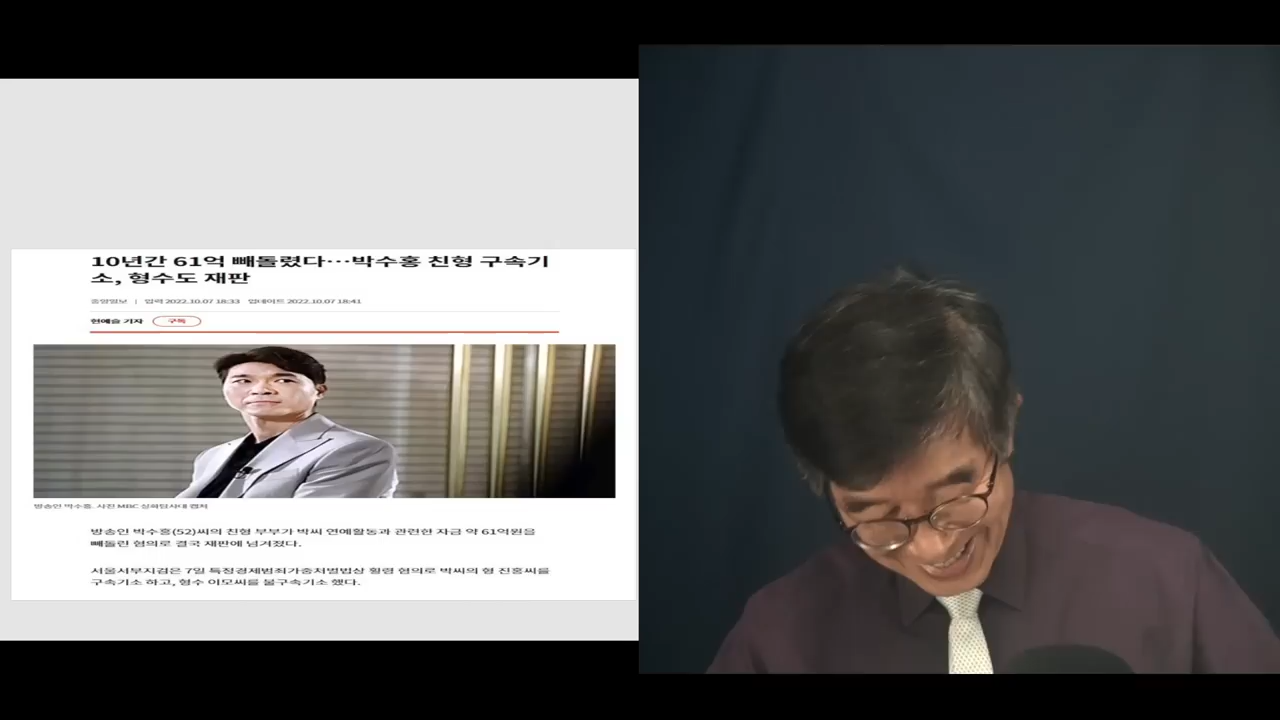 10년간 61억 빼돌렸다…박수홍 친형 구속기
소, 형수도 재판
중앙일보 | 입력 2022.10.07 18:33 업데이트 2022.10.07 18:41
현예슬 기자 구독
방송인 박수홍. 사진 MBC 실화탐사대 캡처
방송인 박수홍(52)씨의 친형 부부가 박씨 연예활동과 관련한 자금 약 61억원을
빼돌린 혐의로 결국 재판에 넘겨졌다.
서울서부지검은 7일 특정경제범죄가중처벌법상 횡령 혐의로 박씨의 형 진홍씨를
구속기소 하고, 형수 이모씨를 불구속기소 했다.